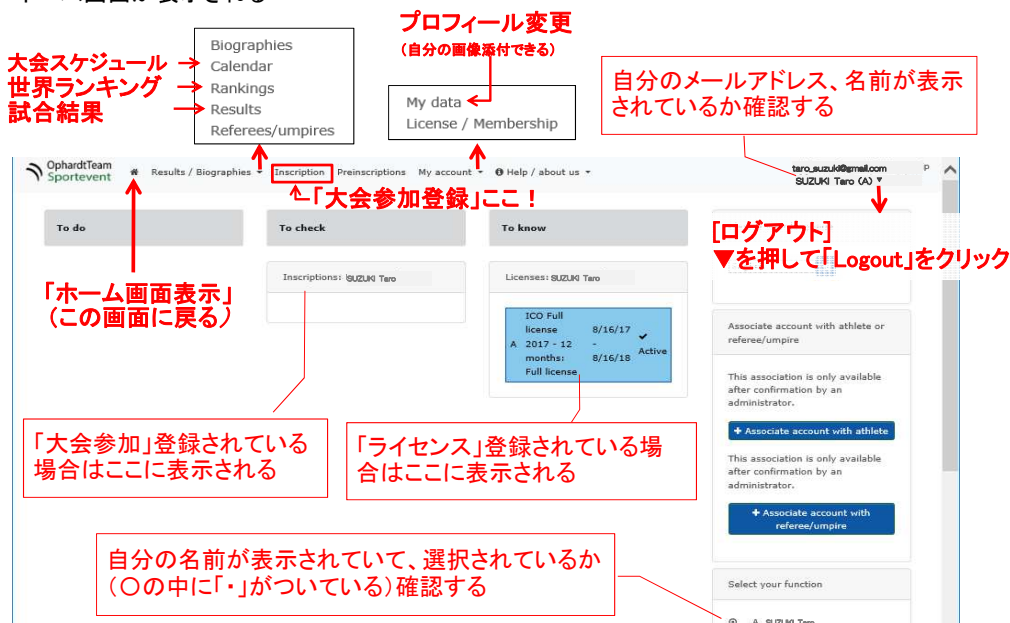 プロフィール変更
(自分の画像添付できる)
大会スケジュール
世界ランキング
試合結果
Biographies
Calendar
Rankings
Results
Referees/umpires
My data
License / Membership
自分のメールアドレス、名前が表示
されているか確認する
OphardtTeam
Sportevent
Results / Biographies
Inscription
Preinscriptions
My account
Help / about us
taro_suzuki@gmail.com
SUZUKI Taro (A) ▼
P
「大会参加登録」ここ！
To do
To check
To know
[ログアウト]
▼を押して「Logout」をクリック
「ホーム画面表示」
(この画面に戻る)
Inscriptions: SUZUKI Taro
Licenses: SUZUKI Taro
ICO Full
license 8/16/17
A 2017 - 12 - Active
months: 8/16/18
Full license
Associate account with athlete or
referee/umpire
This association is only available
after confirmation by an
administrator.
+ Associate account with athlete
This association is only available
after confirmation by an
administrator.
+ Associate account with
referee/umpire
「大会参加」登録されている
場合はここに表示される
「ライセンス」登録されている場
合はここに表示される
自分の名前が表示されていて、選択されているか
(〇の中に「・」がついている)確認する
Select your function
A SUZUKI Taro